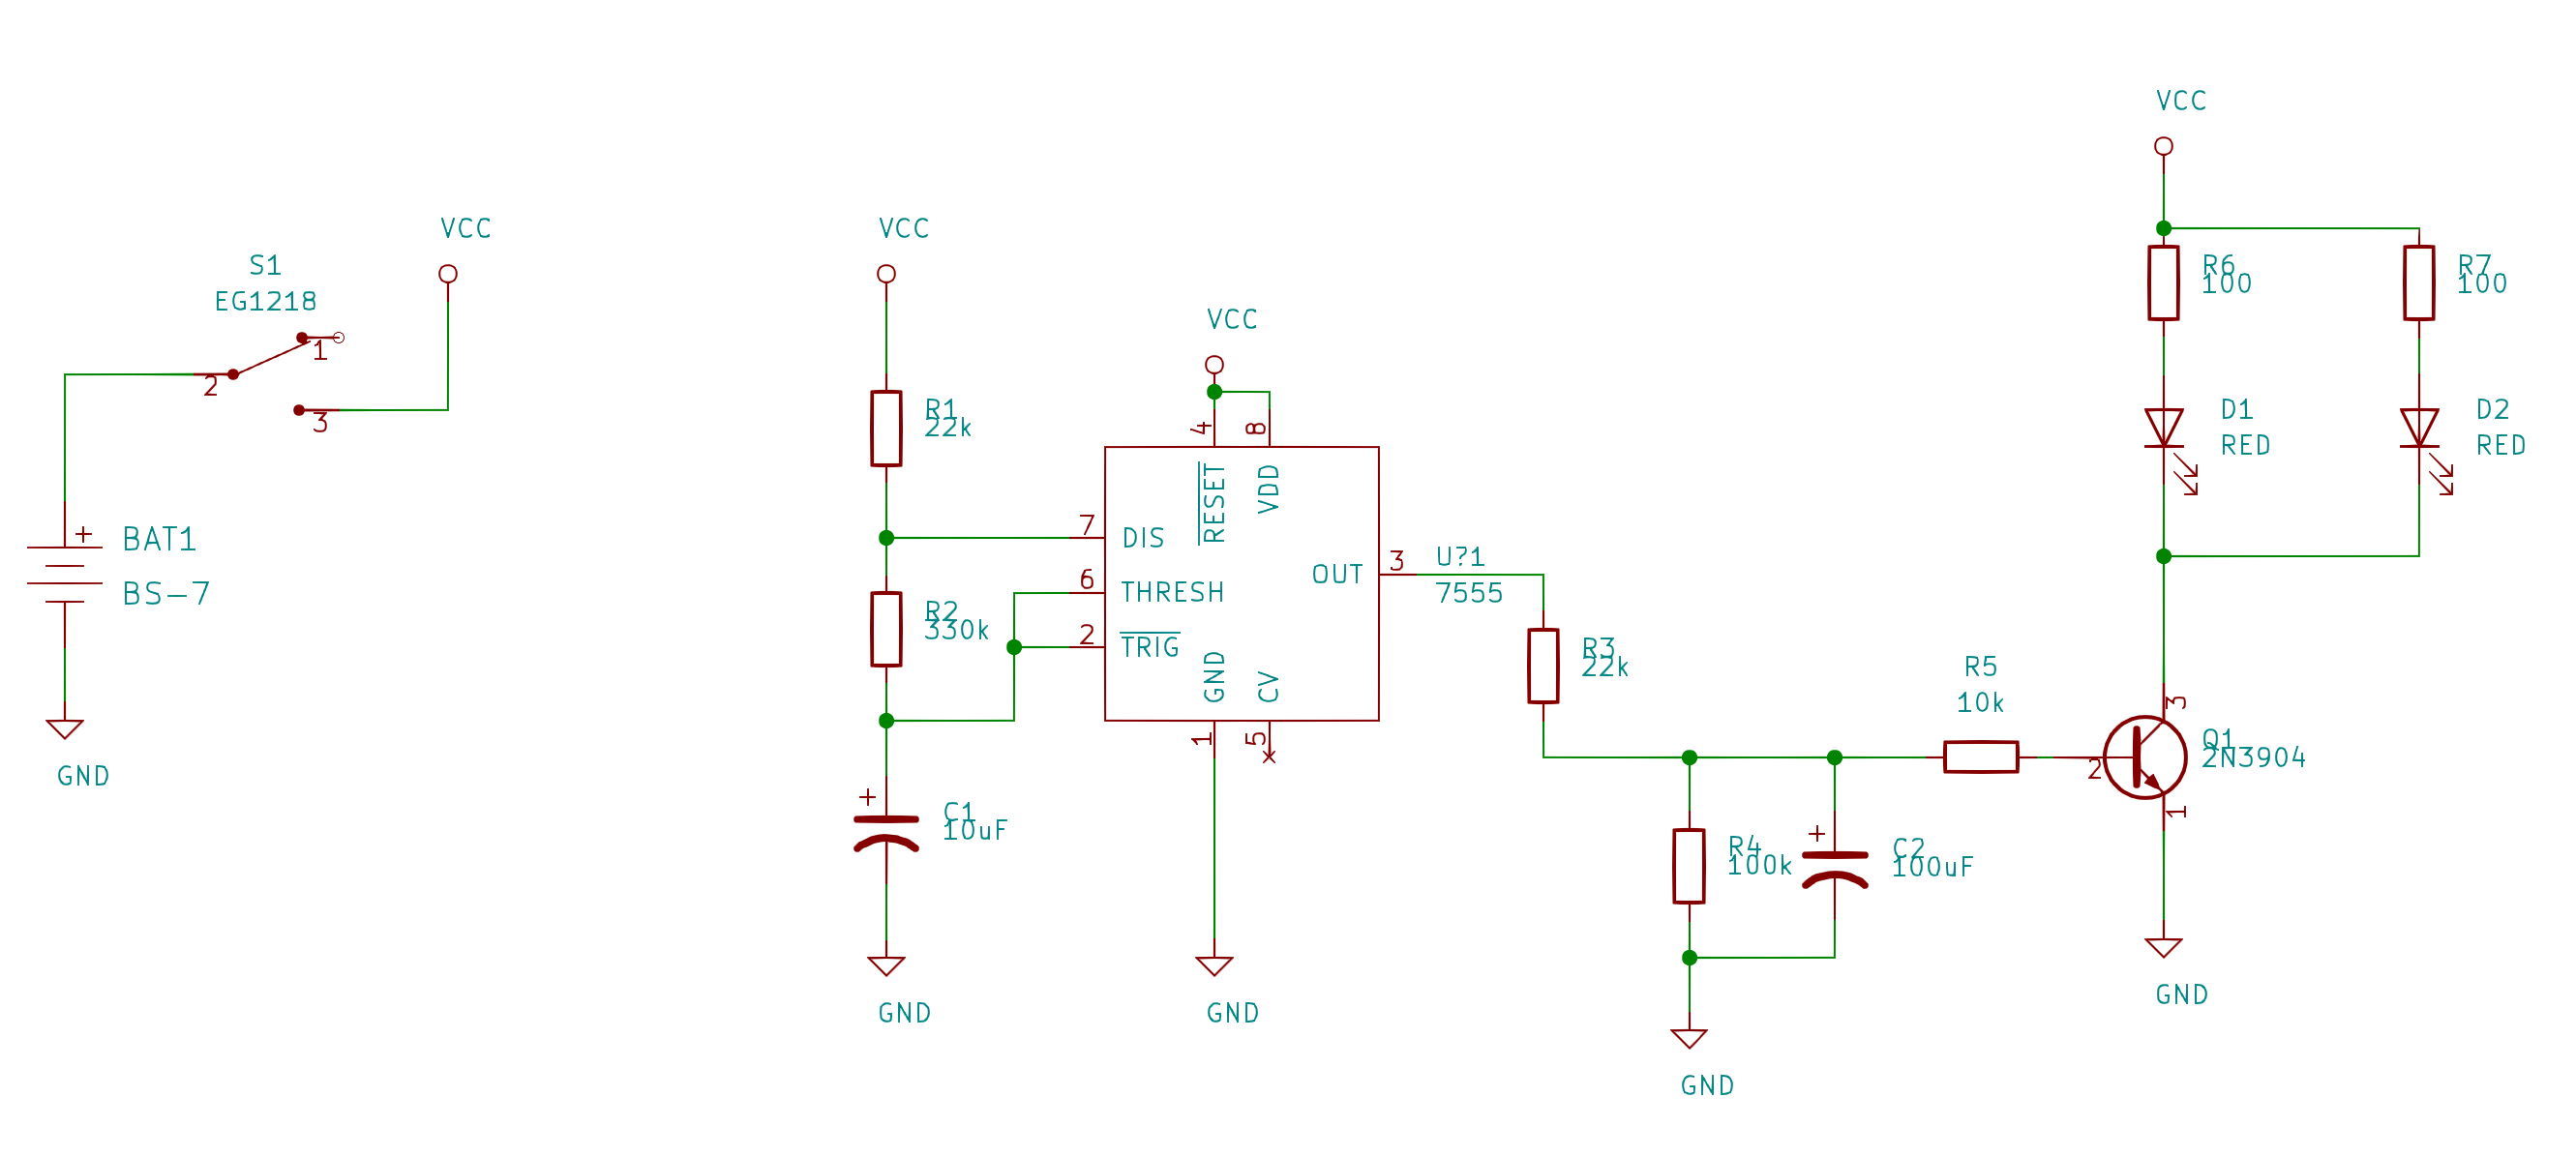 S1
EG1218
1
2
3
VCC
+
BAT1
BS-7
GND
VCC
R1
22k
R2
330k
+
C1
10uF
GND
VCC
4
8
RESET
VDD
7
DIS
6
THRESH
2
TRIG
GND
CV
OUT
3
1
5
U?1
7555
GND
R3
22k
R4
100k
+
C2
100uF
GND
R5
10k
VCC
R6
100
R7
100
D1
RED
D2
RED
3
2
1
Q1
2N3904
GND